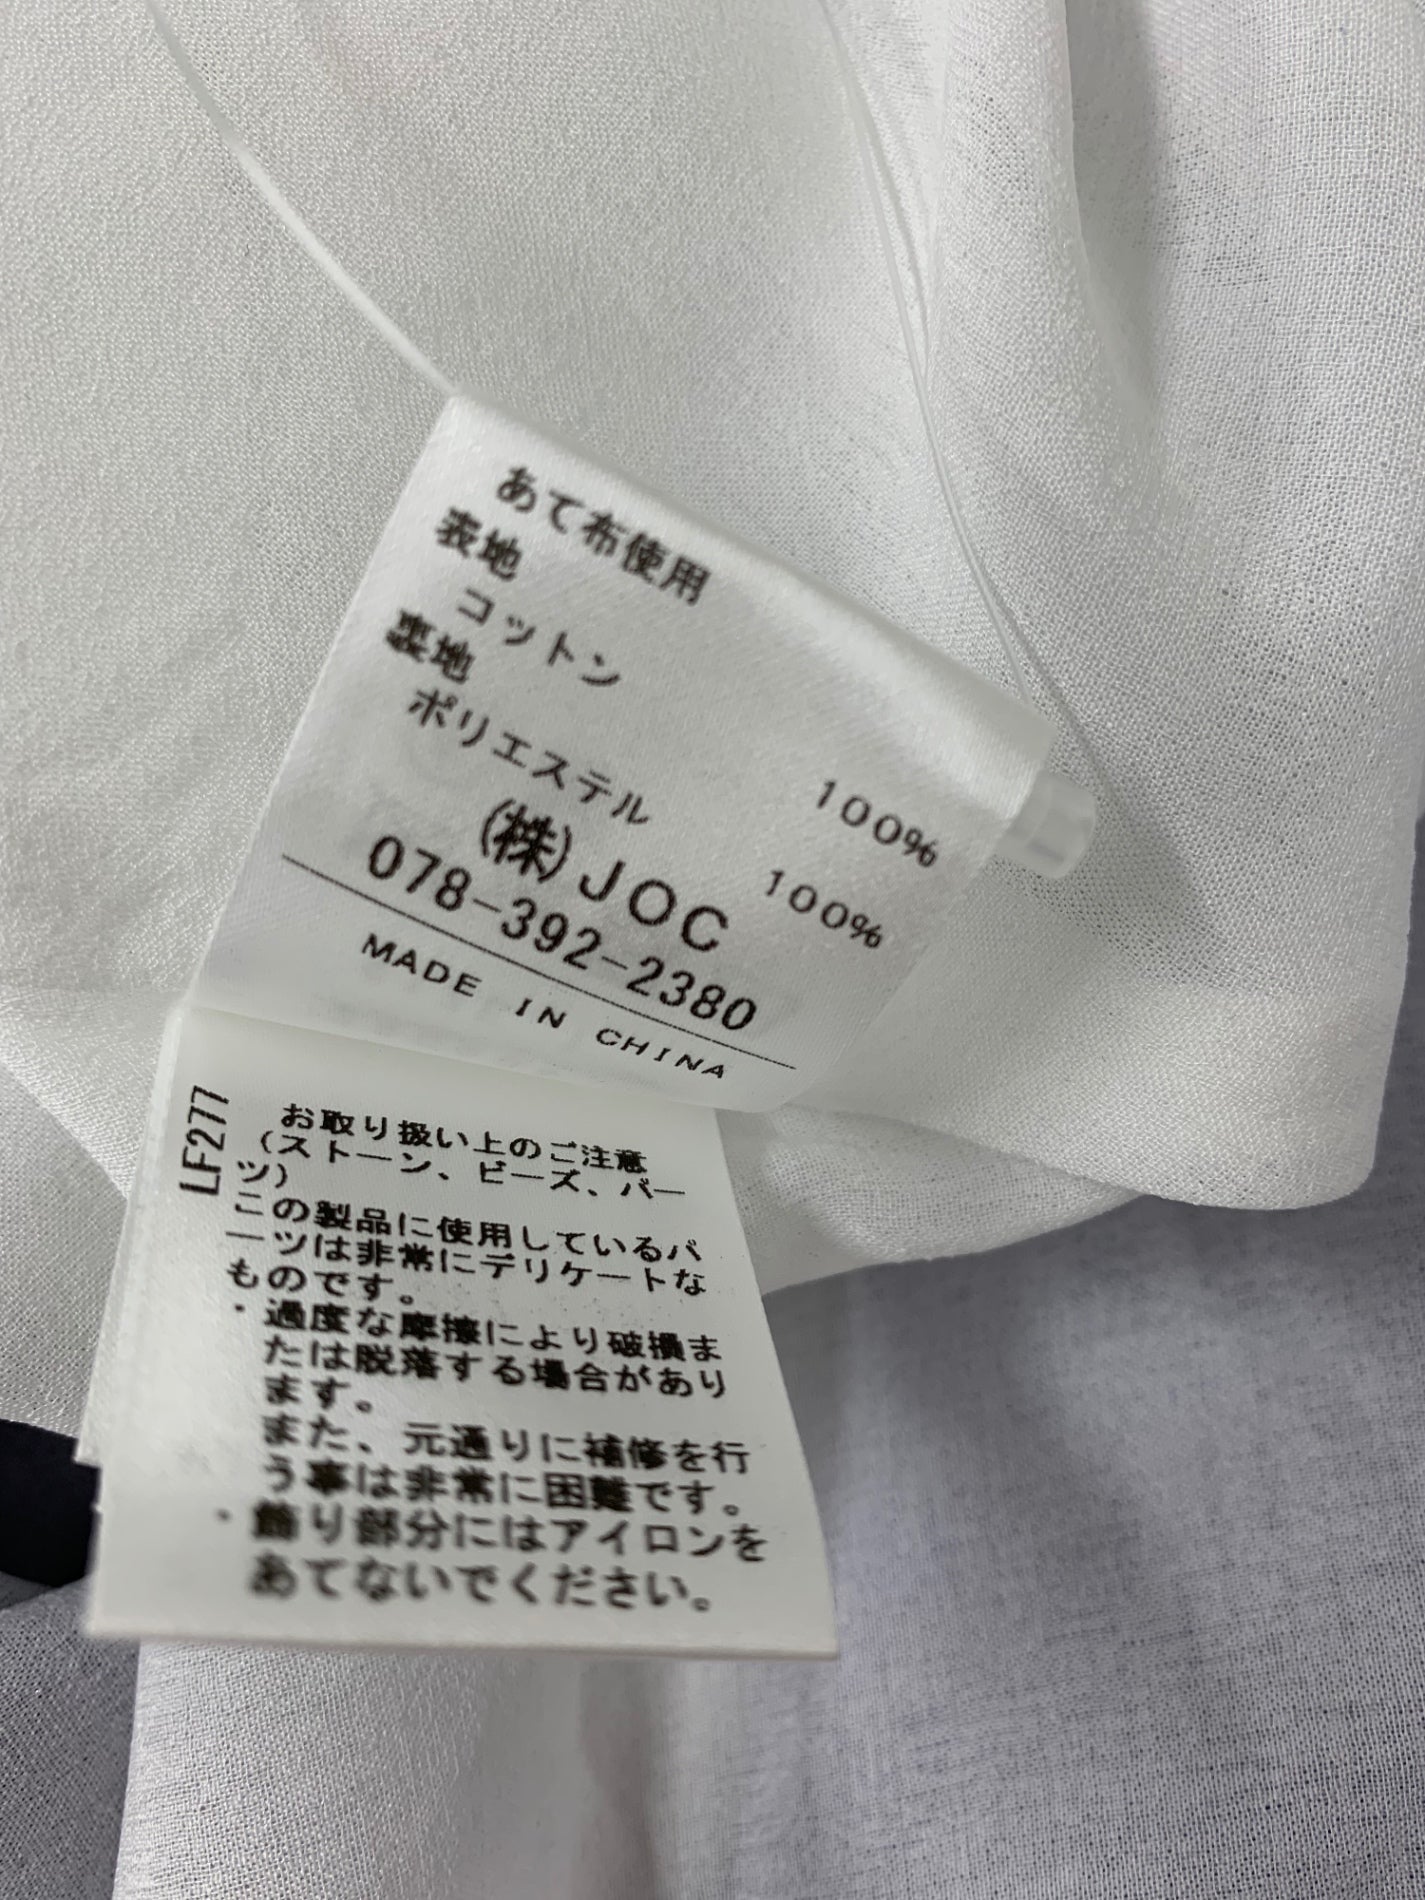 あて布使用
表地
コットン 100%
裏地
ポリエステル 100%
(株)JOC
078-392-2380
MADE IN CHINA
LF277
お取り扱い上のご注意
(ストーン、ビーズ、パー
ツ)
この製品に使用しているパ
ーツは非常にデリケートな
ものです。
・過度な摩擦により破損ま
たは脱落する場合があり
ます。
また、元通りに補修を行
う事は非常に困難です。
・飾り部分にはアイロンを
あてないでください。